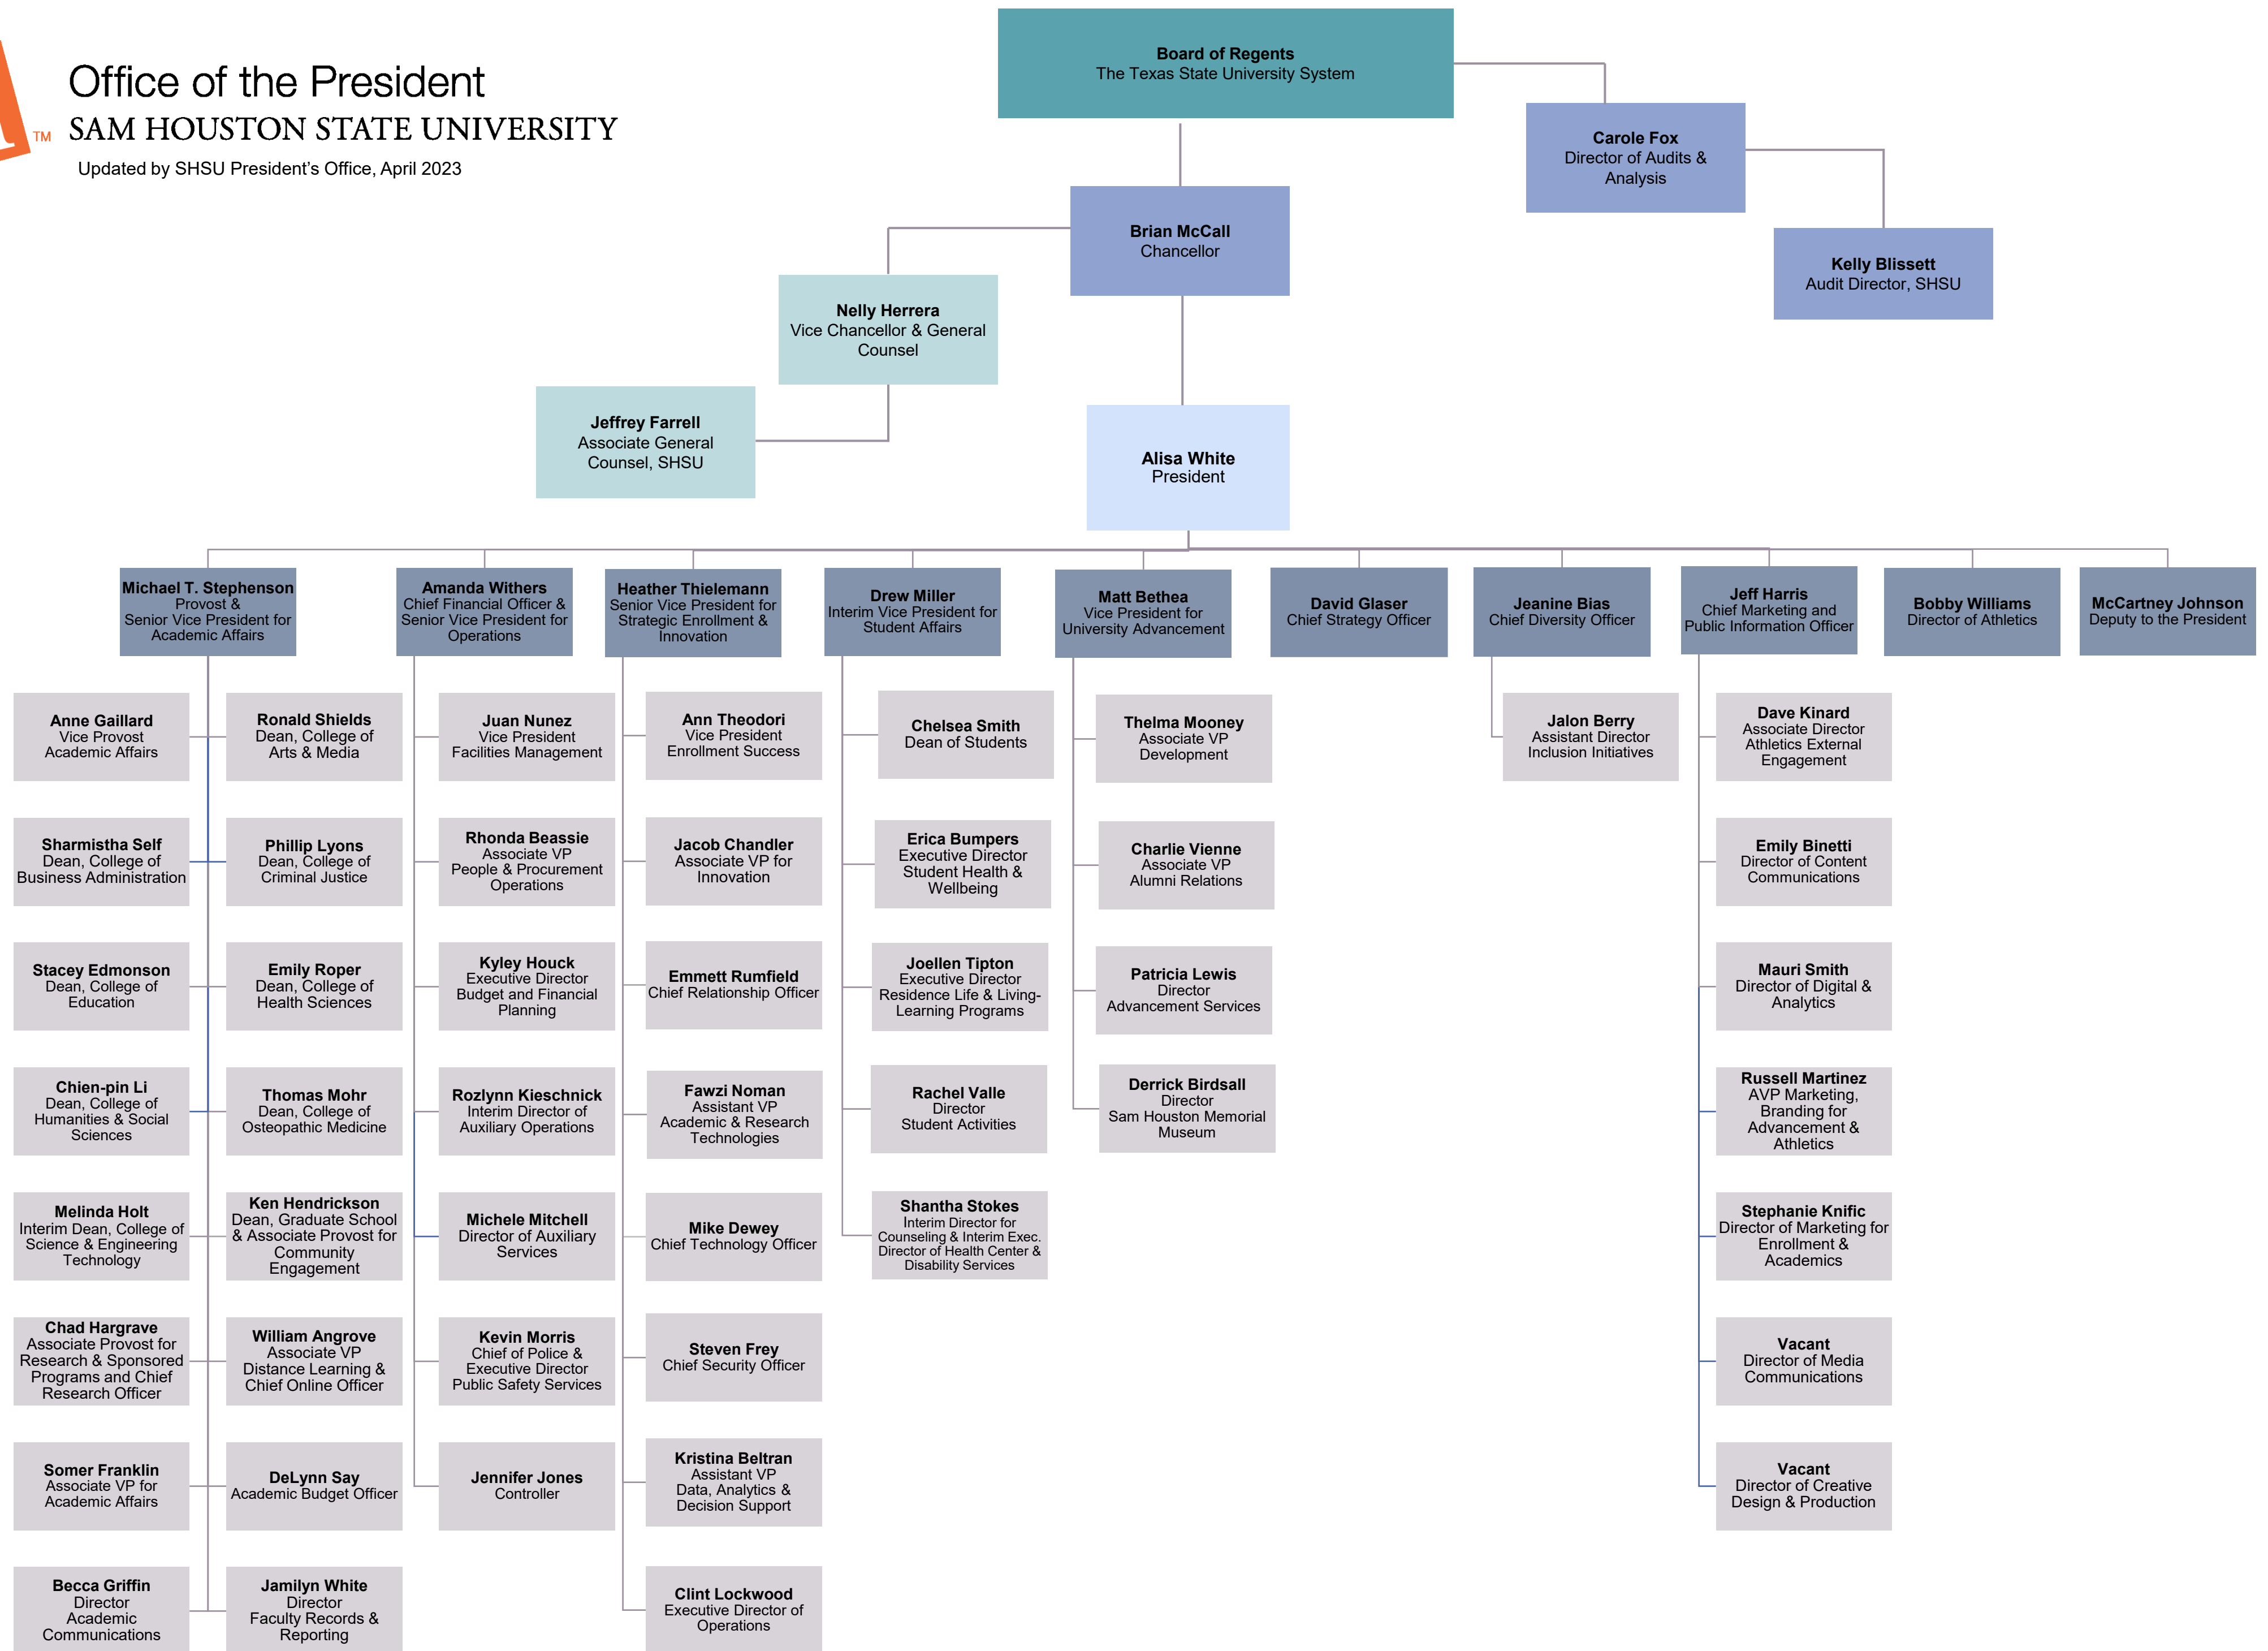 Office of the President
SAM HOUSTON STATE UNIVERSITY
TM
Updated by SHSU President's Office, April 2023
Board of Regents
The Texas State University System
Carole Fox
Director of Audits &
Analysis
Kelly Blissett
Audit Director, SHSU
Brian McCall
Chancellor
Nelly Herrera
Vice Chancellor & General
Counsel
Jeffrey Farrell
Associate General
Counsel, SHSU
Alisa White
President
Michael T. Stephenson
Provost &
Senior Vice President for
Academic Affairs
Amanda Withers
Chief Financial Officer &
Senior Vice President for
Operations
Heather Thielemann
Senior Vice President for
Strategic Enrollment &
Innovation
Drew Miller
Interim Vice President for
Student Affairs
Matt Bethea
Vice President for
University Advancement
David Glaser
Chief Strategy Officer
Jeanine Bias
Chief Diversity Officer
Jeff Harris
Chief Marketing and
Public Information Officer
Bobby Williams
Director of Athletics
McCartney Johnson
Deputy to the President
Anne Gaillard
Vice Provost
Academic Affairs
Ronald Shields
Dean, College of
Arts & Media
Juan Nunez
Vice President
Facilities Management
Ann Theodori
Vice President
Enrollment Success
Chelsea Smith
Dean of Students
Thelma Mooney
Associate VP
Development
Jalon Berry
Assistant Director
Inclusion Initiatives
Dave Kinard
Associate Director
Athletics External
Engagement
Sharmistha Self
Dean, College of
Business Administration
Phillip Lyons
Dean, College of
Criminal Justice
Rhonda Beassie
Associate VP
People & Procurement
Operations
Jacob Chandler
Associate VP for
Innovation
Erica Bumpers
Executive Director
Student Health &
Wellbeing
Charlie Vienne
Associate VP
Alumni Relations
Emily Binetti
Director of Content
Communications
Stacey Edmonson
Dean, College of
Education
Emily Roper
Dean, College of
Health Sciences
Kyley Houck
Executive Director
Budget and Financial
Planning
Emmett Rumfield
Chief Relationship Officer
Joellen Tipton
Executive Director
Residence Life & Living-
Learning Programs
Patricia Lewis
Director
Advancement Services
Mauri Smith
Director of Digital &
Analytics
Chien-pin Li
Dean, College of
Humanities & Social
Sciences
Thomas Mohr
Dean, College of
Osteopathic Medicine
Rozlynn Kieschnick
Interim Director of
Auxiliary Operations
Fawzi Noman
Assistant VP
Academic & Research
Technologies
Rachel Valle
Director
Student Activities
Derrick Birdsall
Director
Sam Houston Memorial
Museum
Russell Martinez
AVP Marketing,
Branding for
Advancement &
Athletics
Melinda Holt
Interim Dean, College of
Science & Engineering
Technology
Ken Hendrickson
Dean, Graduate School
& Associate Provost for
Community
Engagement
Michele Mitchell
Director of Auxiliary
Services
Mike Dewey
Chief Technology Officer
Shantha Stokes
Interim Director for
Counseling & Interim Exec.
Director of Health Center &
Disability Services
Stephanie Knific
Director of Marketing for
Enrollment &
Academics
Chad Hargrave
Associate Provost for
Research & Sponsored
Programs and Chief
Research Officer
William Angrove
Associate VP
Distance Learning &
Chief Online Officer
Kevin Morris
Chief of Police &
Executive Director
Public Safety Services
Steven Frey
Chief Security Officer
Vacant
Director of Media
Communications
Somer Franklin
Associate VP for
Academic Affairs
DeLynn Say
Academic Budget Officer
Jennifer Jones
Controller
Kristina Beltran
Assistant VP
Data, Analytics &
Decision Support
Vacant
Director of Creative
Design & Production
Becca Griffin
Director
Academic
Communications
Jamilyn White
Director
Faculty Records &
Reporting
Clint Lockwood
Executive Director of
Operations